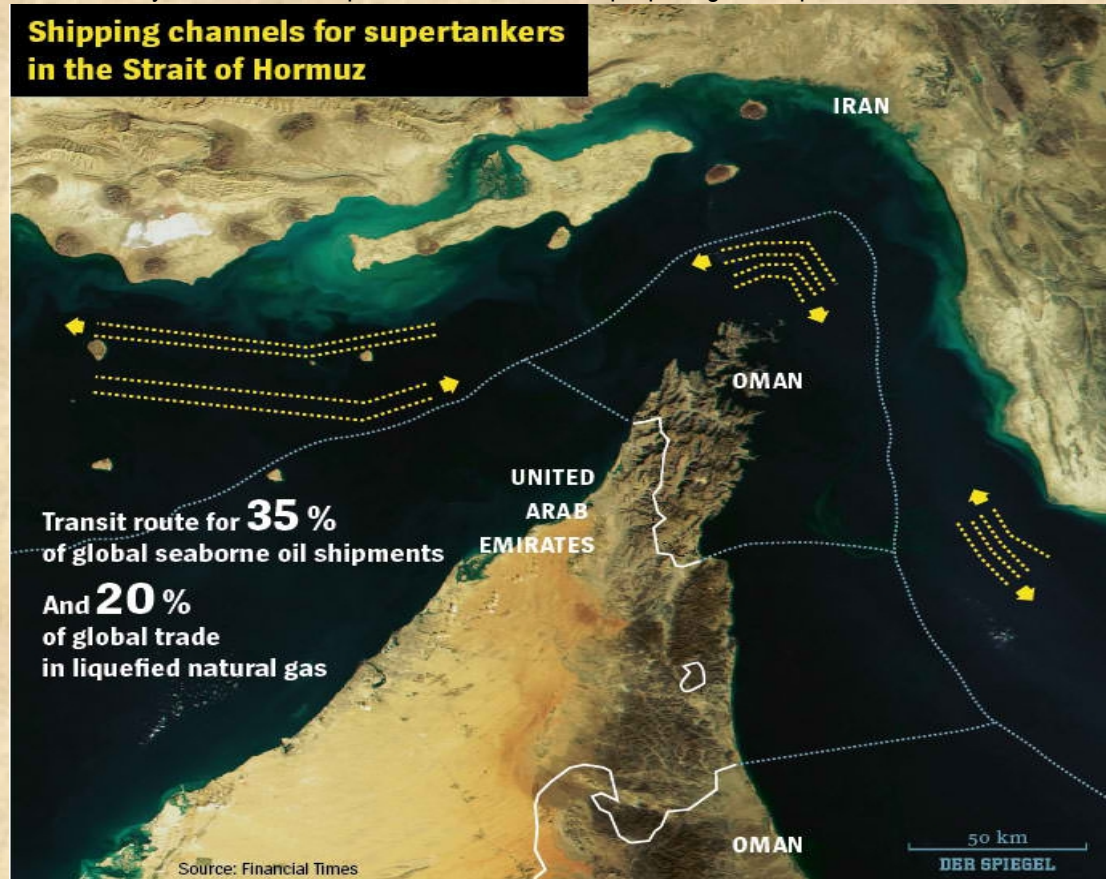 Shipping channels for supertankers
in the Strait of Hormuz
IRAN
OMAN
UNITED
ARAB
EMIRATES
Transit route for 35 %
of global seaborne oil shipments
And 20 %
of global trade
in liquefied natural gas
OMAN
50 km
DER SPIEGEL
Source: Financial Times